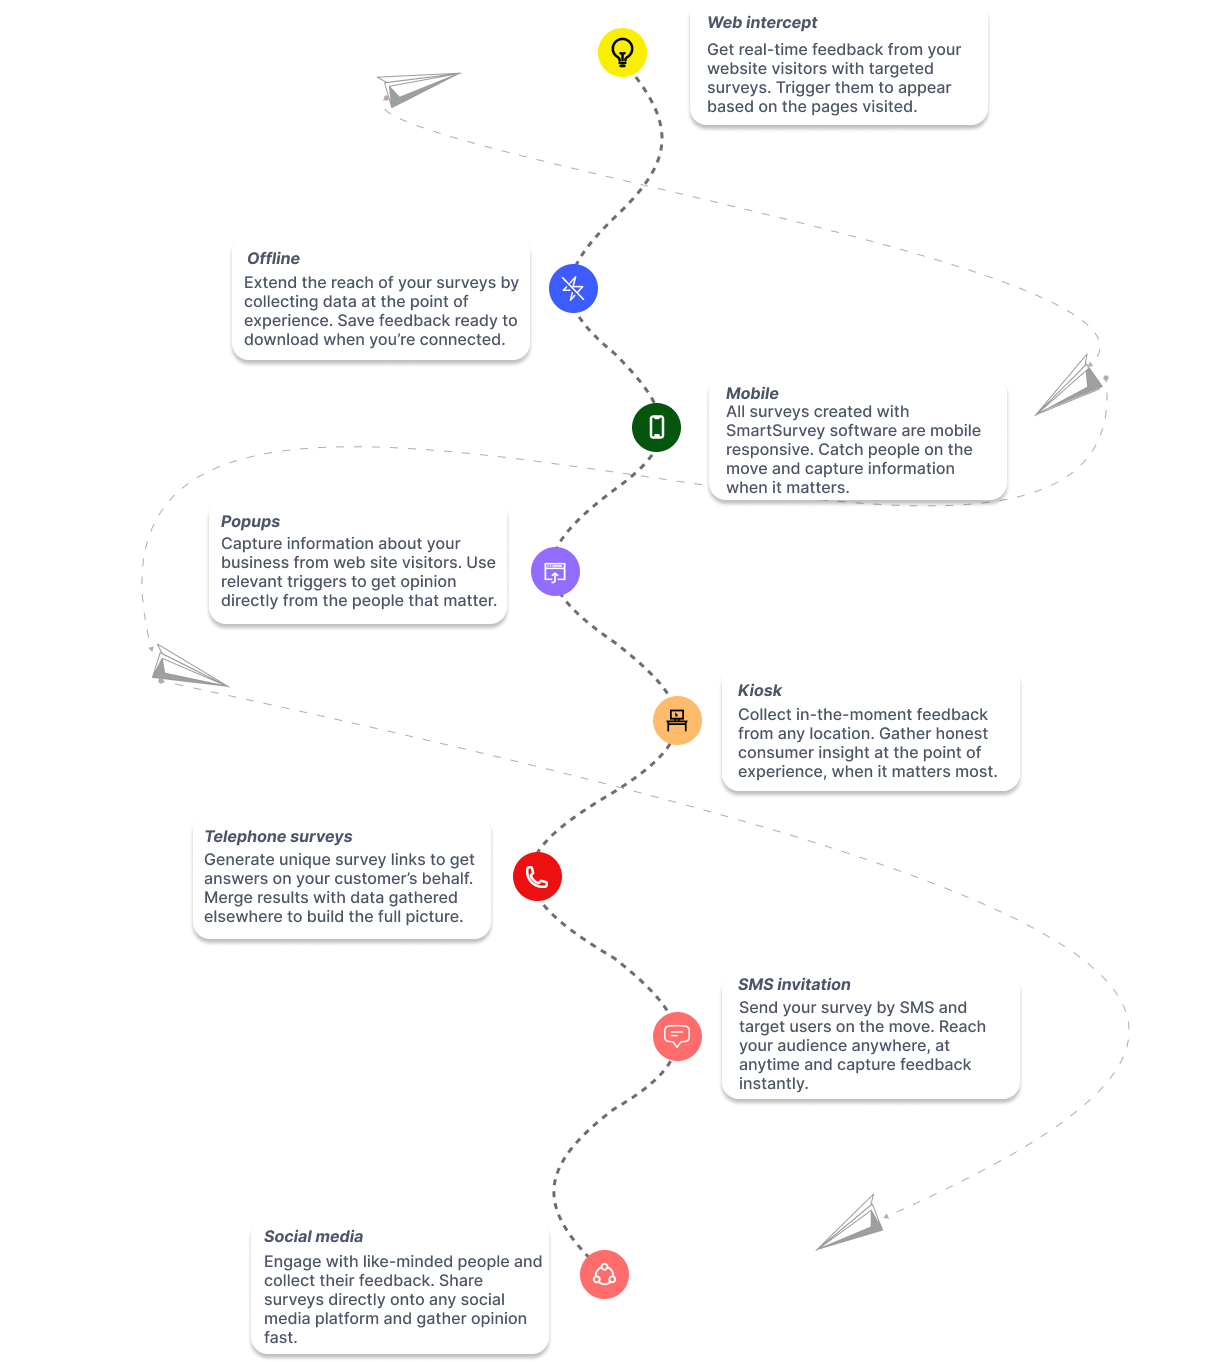 Web intercept
Get real-time feedback from your
website visitors with targeted
surveys. Trigger them to appear
based on the pages visited.
Offline
Extend the reach of your surveys by
collecting data at the point of
experience. Save feedback ready to
download when you’re connected.
Mobile
All surveys created with
SmartSurvey software are mobile
responsive. Catch people on the
move and capture information
when it matters.
Popups
Capture information about your
business from web site visitors. Use
relevant triggers to get opinion
directly from the people that matter.
Kiosk
Collect in-the-moment feedback
from any location. Gather honest
consumer insight at the point of
experience, when it matters most.
Telephone surveys
Generate unique survey links to get
answers on your customer’s behalf.
Merge results with data gathered
elsewhere to build the full picture.
SMS invitation
Send your survey by SMS and
target users on the move. Reach
your audience anywhere, at
anytime and capture feedback
instantly.
Social media
Engage with like-minded people and
collect their feedback. Share
surveys directly onto any social
media platform and gather opinion
fast.